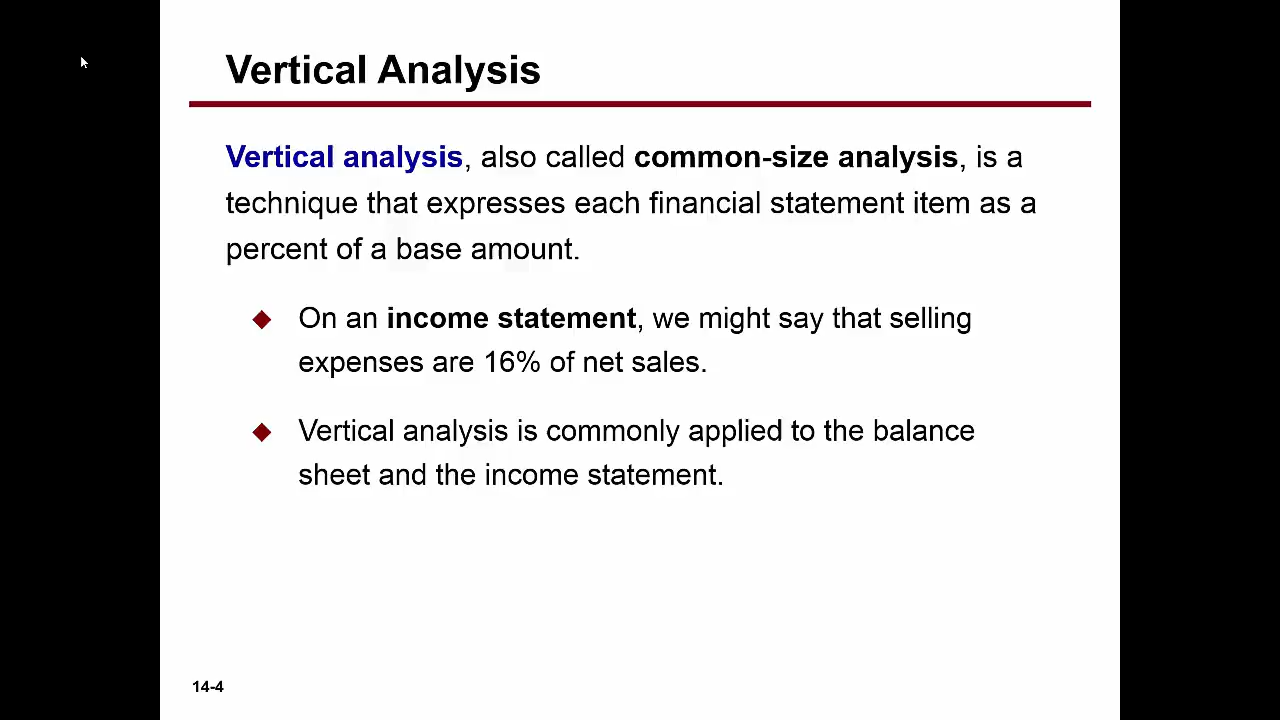 Vertical Analysis
Vertical analysis, also called common-size analysis, is a
technique that expresses each financial statement item as a
percent of a base amount.
On an income statement, we might say that selling
expenses are 16% of net sales.
Vertical analysis is commonly applied to the balance
sheet and the income statement.
14-4